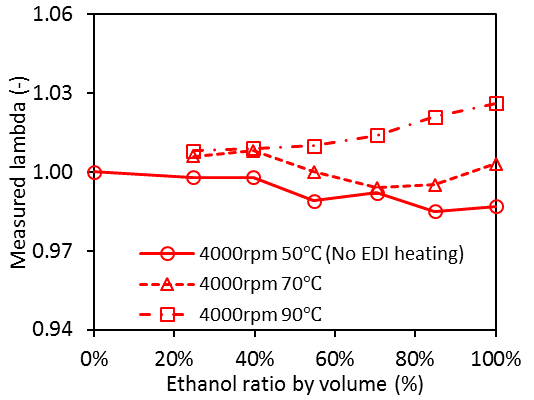 1.06
1.03
1.00
0.97
0.94
Measured lambda (-)
4000rpm 50℃ (No EDI heating)
4000rpm 70℃
4000rpm 90℃
0% 20% 40% 60% 80% 100%
Ethanol ratio by volume (%)